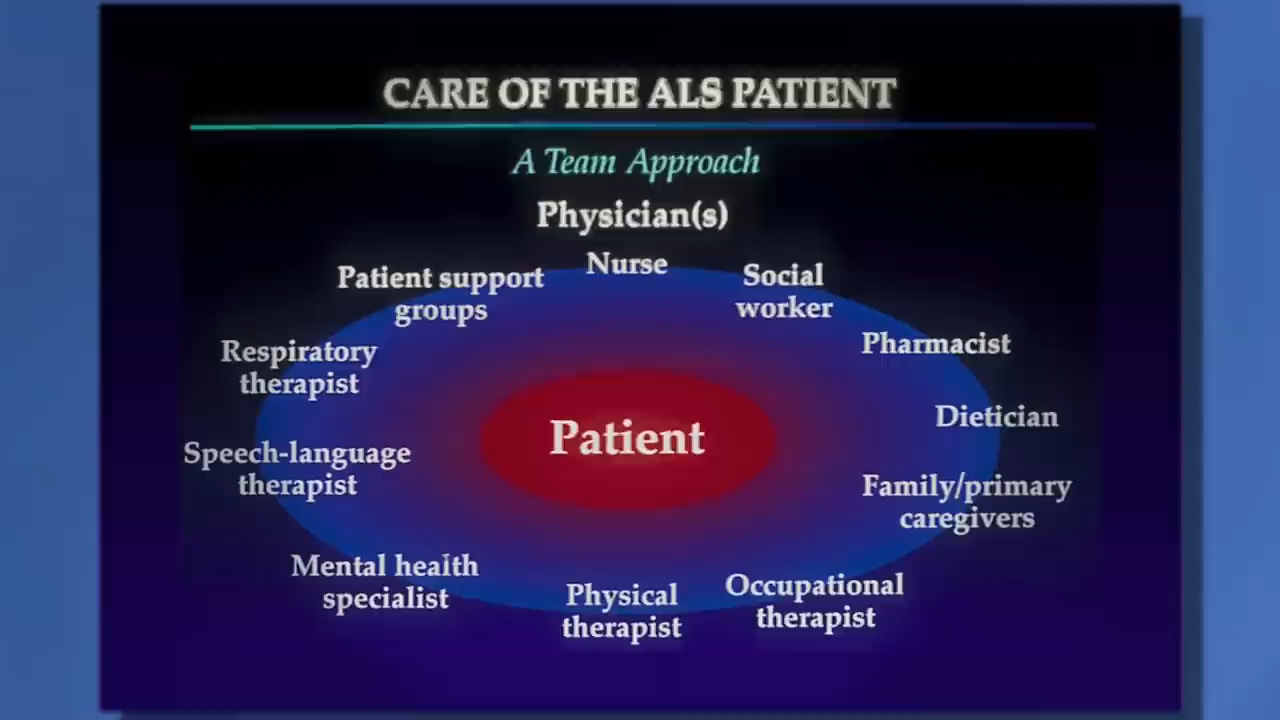 CARE OF THE ALS PATIENT
A Team Approach
Physician(s)
Nurse
Patient support
groups
Social
worker
Pharmacist
Respiratory
therapist
Dietician
Speech-language
therapist
Family/primary
caregivers
Patient
Mental health
specialist
Physical
therapist
Occupational
therapist